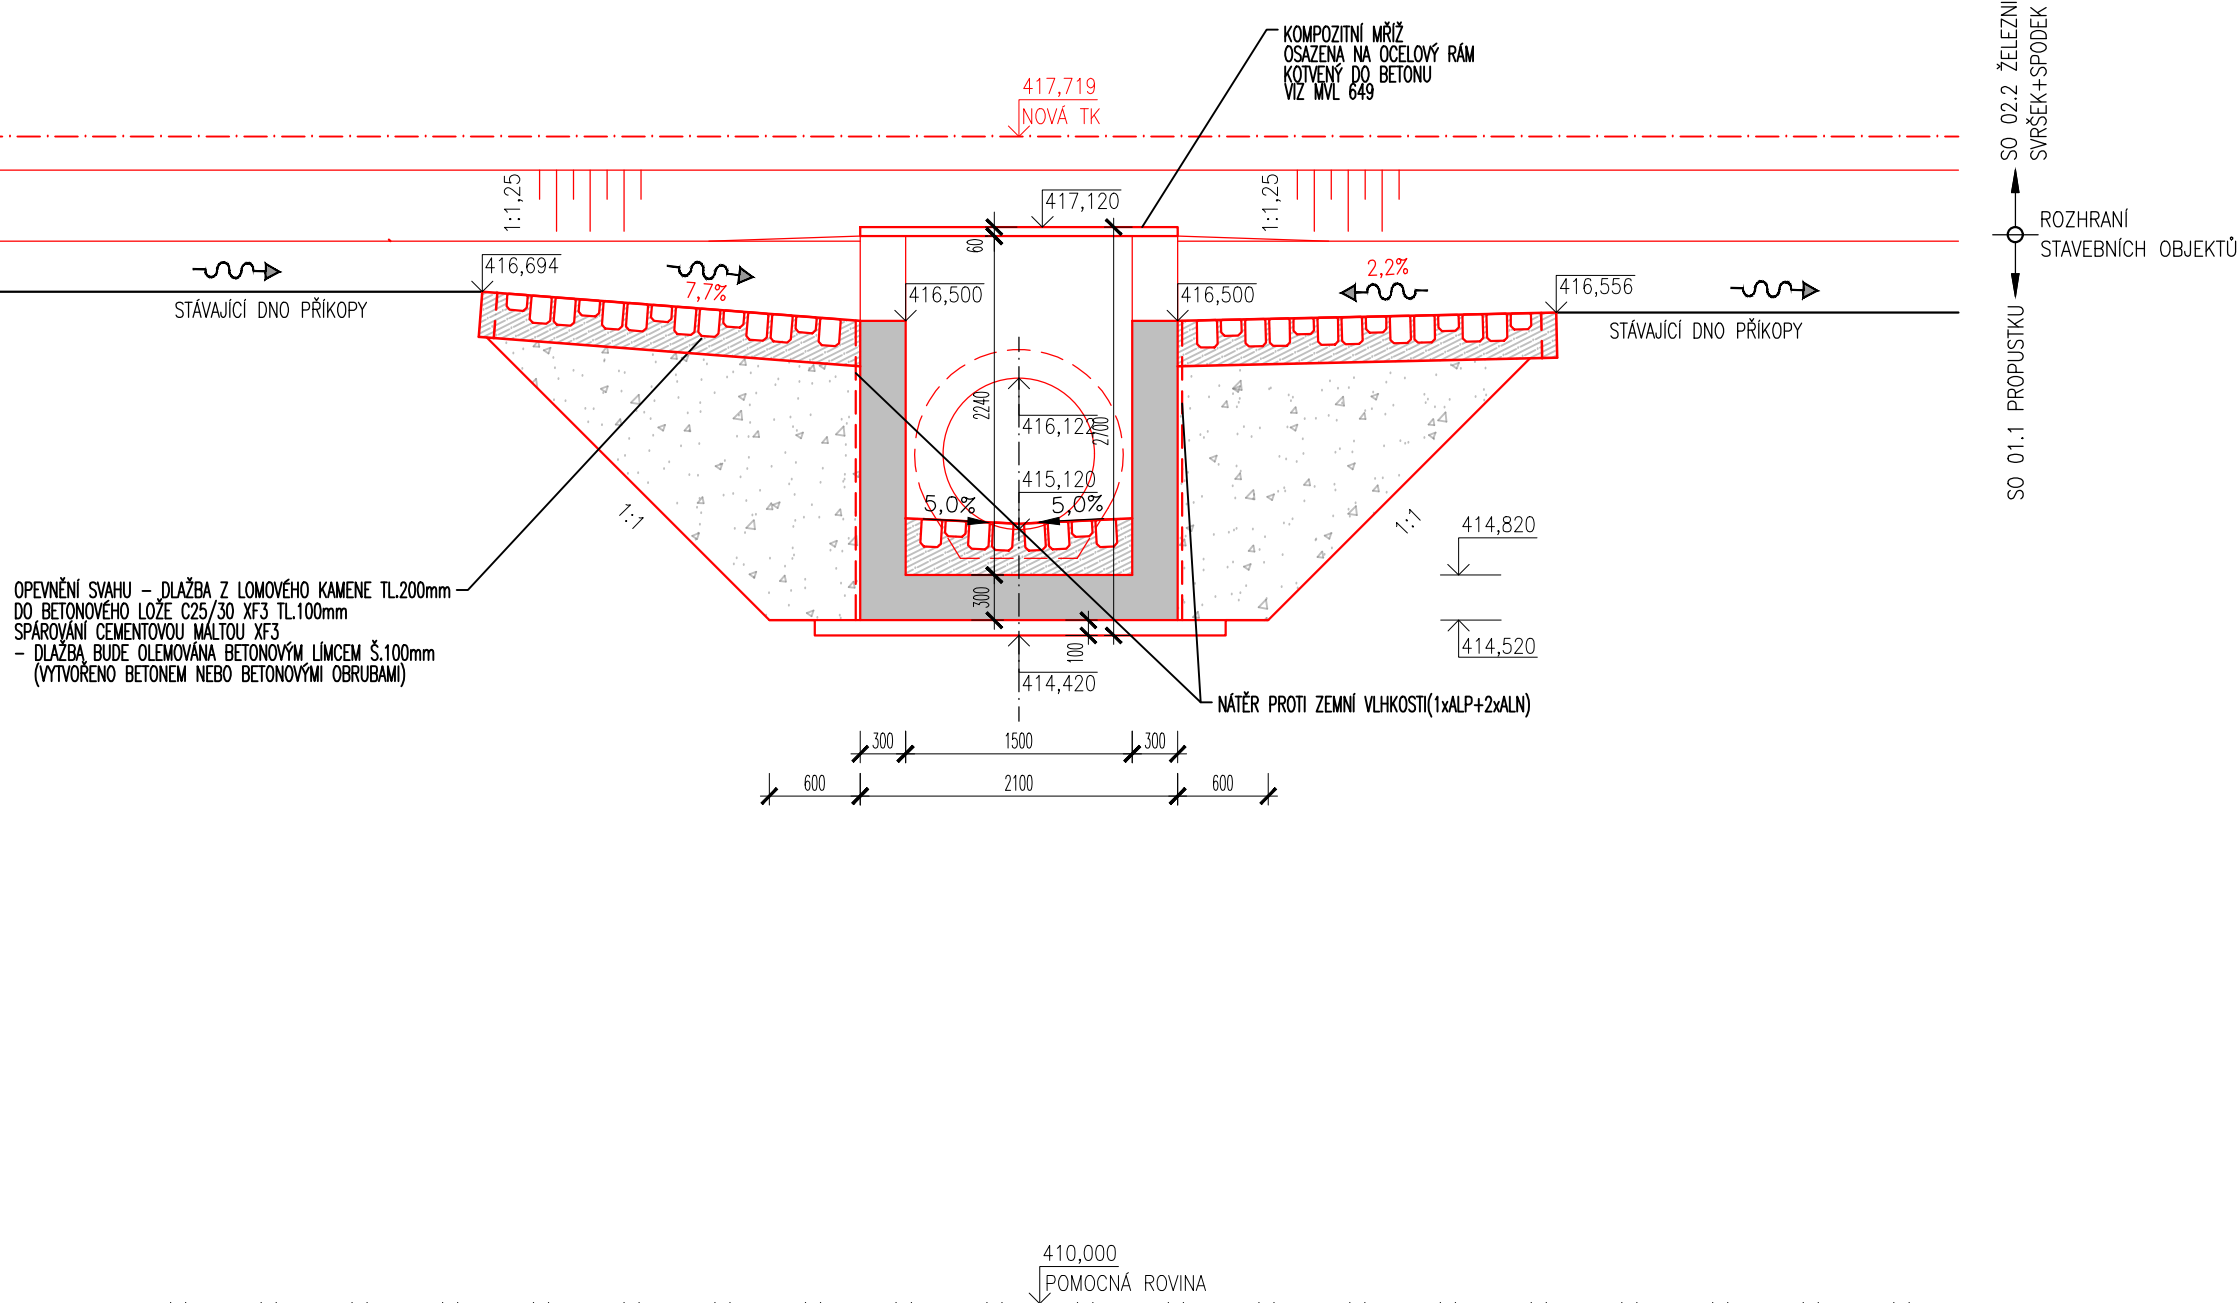 KOMPOZITNÍ MŘÍŽ
OSAZENA NA OCELOVÝ RÁM
KOTVENÝ DO BETONU
VIZ MVL 649
417,719
NOVÁ TK
SO 02.2
SVRŠEK+SPODEK
1:1,25
1:1,25
417,120
ROZHRANÍ
STAVEBNÍCH OBJEKTŮ
60
416,694
7,7%
416,500
416,500
2,2%
416,556
STÁVAJÍCÍ DNO PŘÍKOPY
STÁVAJÍCÍ DNO PŘÍKOPY
SO 01.1 PROPUSTKU
2240
416,122
2700
415,120
5,0%
5,0%
1:1
1:1
414,820
OPEVNĚNÍ SVAHU – DLAŽBA Z LOMOVÉHO KAMENE TL.200mm
DO BETONOVÉHO LOŽE C25/30 XF3 TL.100mm
SPÁROVÁNÍ CEMENTOVOU MALTOU XF3
– DLAŽBA BUDE OLEMOVÁNA BETONOVÝM LÍMCEM Š.100mm
(VYTVOŘENO BETONEM NEBO BETONOVÝMI OBRUBAMI)
300
414,520
100
414,420
NÁTĚR PROTI ZEMNÍ VLHKOSTI(1xALP+2xALN)
300
1500
300
600
2100
600
410,000
POMOCNÁ ROVINA